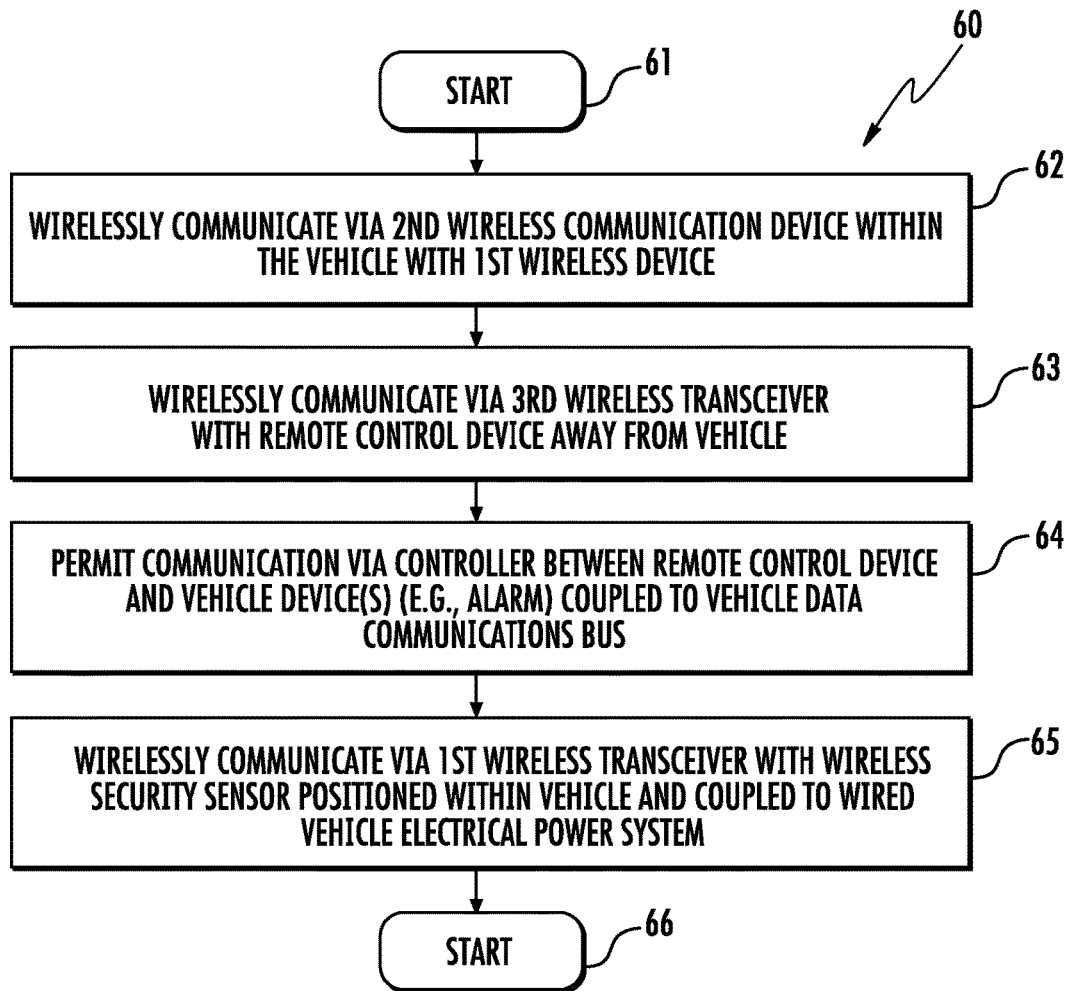 60
START
61
62
WIRELESSLY COMMUNICATE VIA 2ND WIRELESS COMMUNICATION DEVICE WITHIN
THE VEHICLE WITH 1ST WIRELESS DEVICE
63
WIRELESSLY COMMUNICATE VIA 3RD WIRELESS TRANSCEIVER
WITH REMOTE CONTROL DEVICE AWAY FROM VEHICLE
64
PERMIT COMMUNICATION VIA CONTROLLER BETWEEN REMOTE CONTROL DEVICE
AND VEHICLE DEVICE(S) (E.G., ALARM) COUPLED TO VEHICLE DATA
COMMUNICATIONS BUS
65
WIRELESSLY COMMUNICATE VIA 1ST WIRELESS TRANSCEIVER WITH WIRELESS
SECURITY SENSOR POSITIONED WITHIN VEHICLE AND COUPLED TO WIRED
VEHICLE ELECTRICAL POWER SYSTEM
START
66